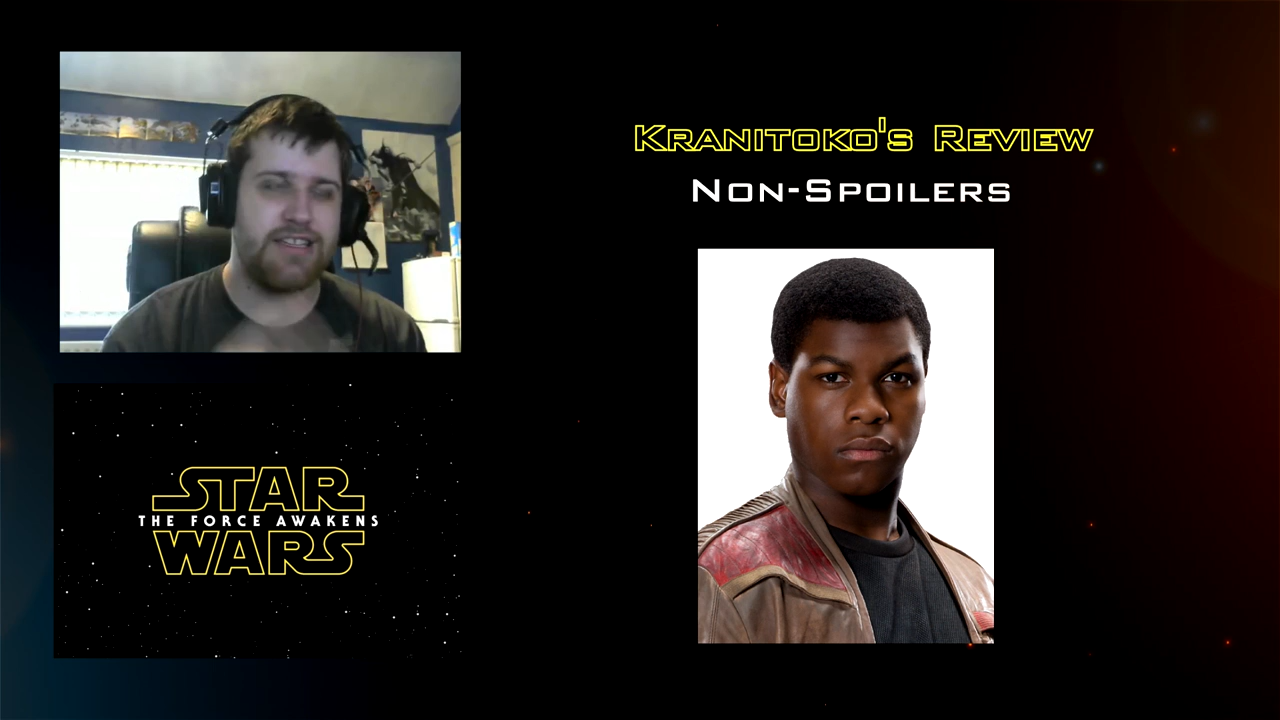 Kranitoko's Review
Non-Spoilers
STAR
THE FORCE AWAKENS
WARS